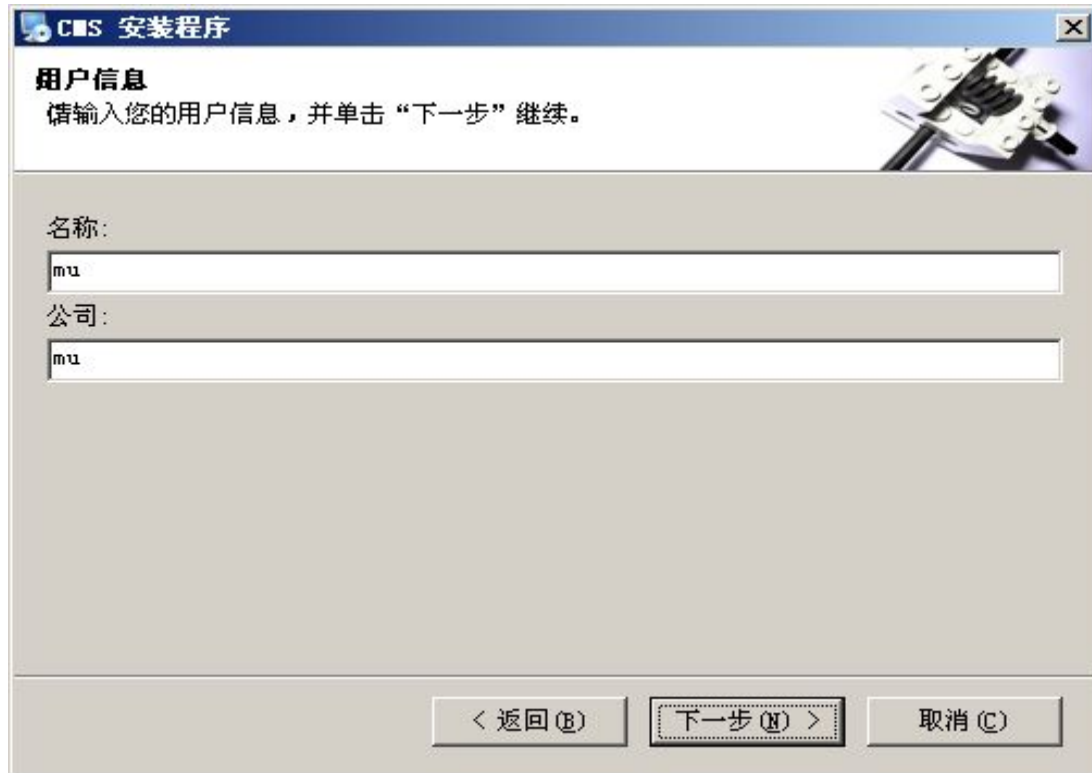 CMS 安装程序
用户信息
请输入您的用户信息，并单击“下一步”继续。
名称:
mu
公司:
mu
< 返回(B)
下一步(N) >
取消(C)